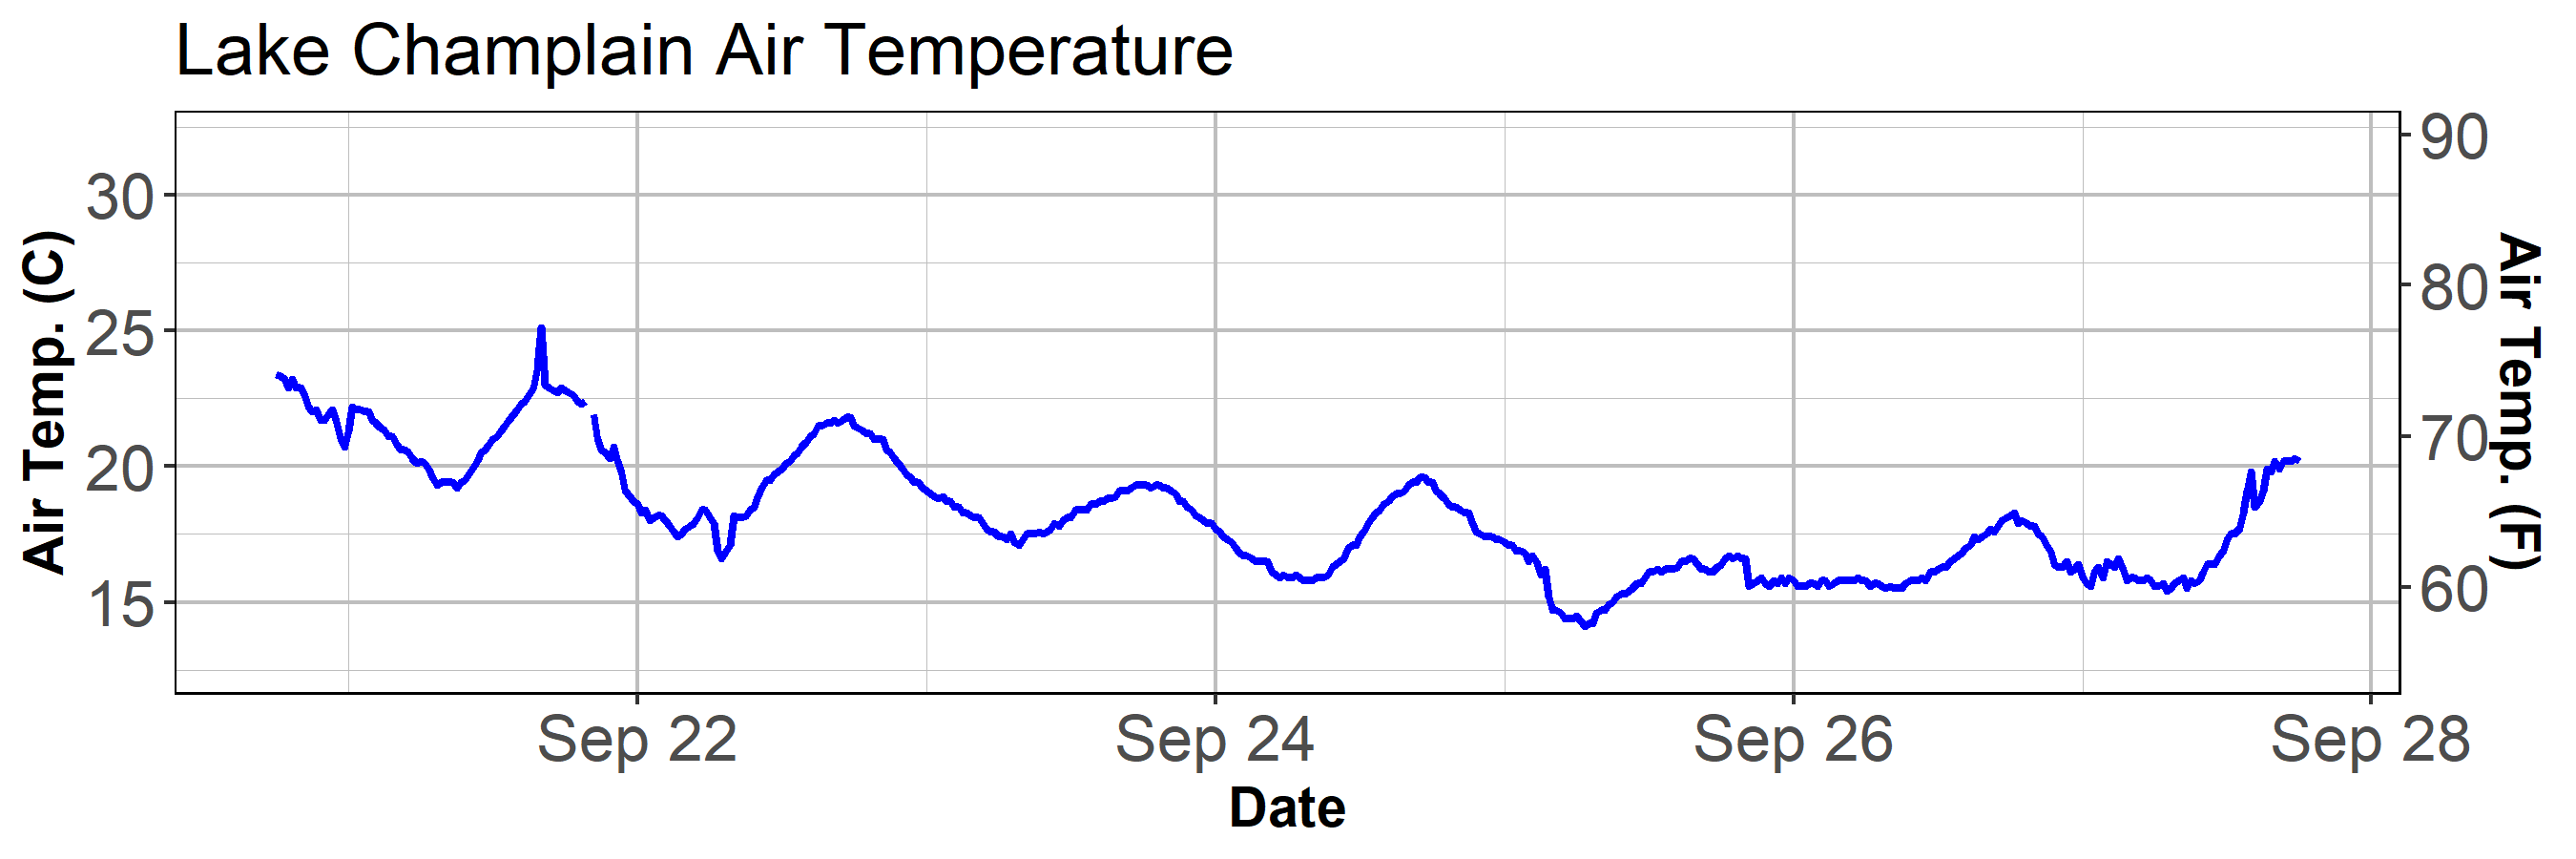 Lake Champlain Air Temperature
Air Temp. (C)
30
25
20
15
90
80
70
60
Air Temp. (F)
Sep 22 Sep 24 Sep 26 Sep 28
Date